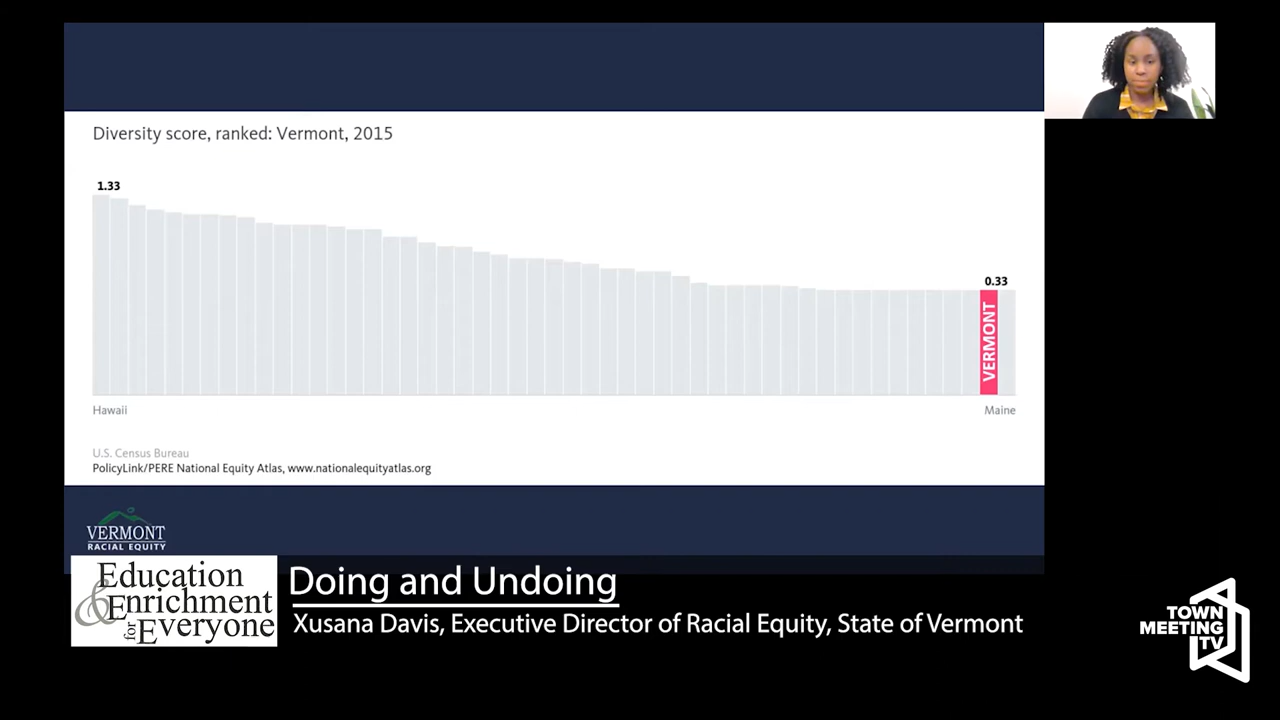 Diversity score, ranked: Vermont, 2015
1.33
0.33
VERMONT
Hawaii
Maine
U.S. Census Bureau
PolicyLink/PERE National Equity Atlas, www.nationalequityatlas.org
VERMONT
RACIAL EQUITY
Education
& Enrichment
for Everyone
Doing and Undoing
Xusana Davis, Executive Director of Racial Equity, State of Vermont
TOWN
MEETING
TV